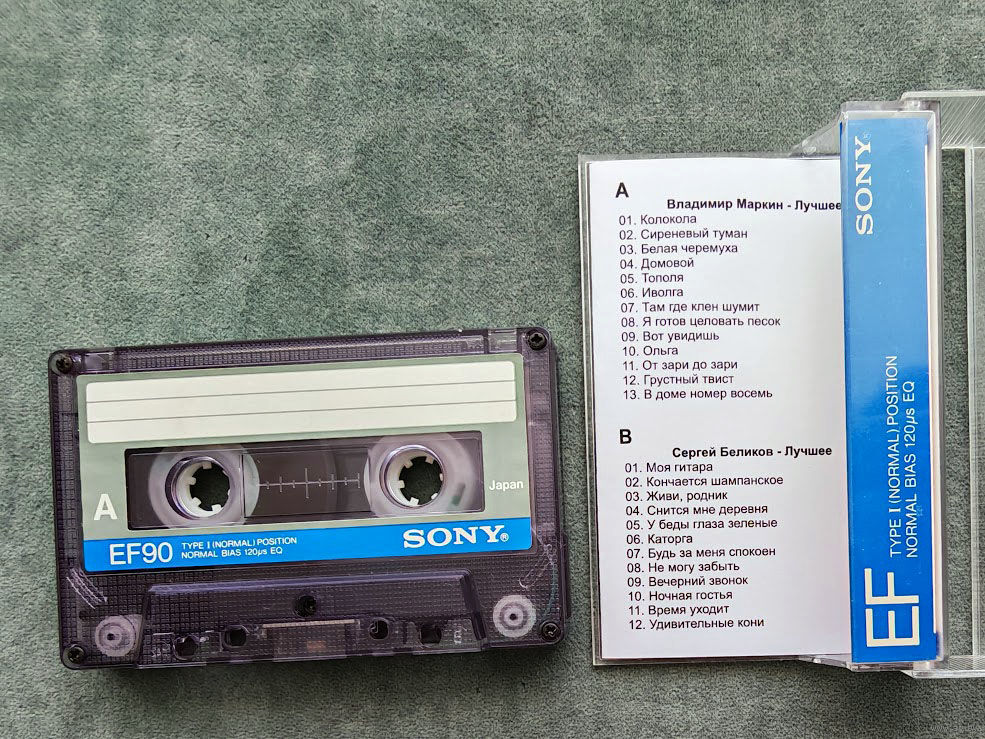 A
Japan
EF90 TYPE I (NORMAL) POSITION
NORMAL BIAS 120µs EQ
SONY®
A
Владимир Маркин - Лучшее
01. Колокола
02. Сиреневый туман
03. Белая черемуха
04. Домовой
05. Тополя
06. Иволга
07. Там где клен шумит
08. Я готов целовать песок
09. Вот увидишь
10. Ольга
11. От зари до зари
12. Грустный твист
13. В доме номер восемь
B
Сергей Беликов - Лучшее
01. Моя гитара
02. Кончается шампанское
03. Живи, родник
04. Снится мне деревня
05. У беды глаза зеленые
06. Каторга
07. Будь за меня спокоен
08. Не могу забыть
09. Вечерний звонок
10. Ночная гостья
11. Время уходит
12. Удивительные кони
SONY®
EF
TYPE I (NORMAL) POSITION
NORMAL BIAS 120µs EQ